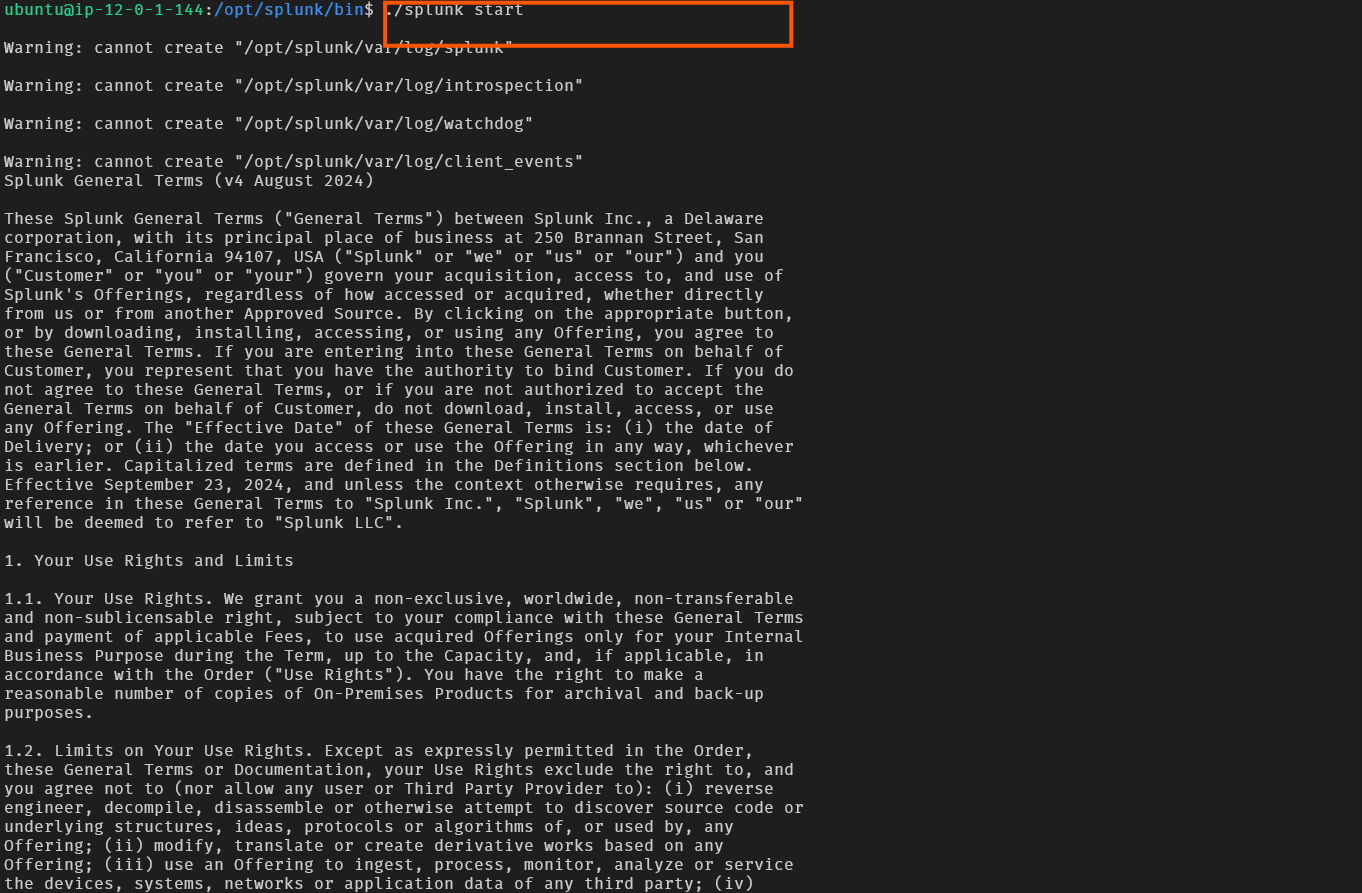 ubuntu@ip-12-0-1-144:/opt/splunk/bin$ ./splunk start
Warning: cannot create "/opt/splunk/var/log/splunk"
Warning: cannot create "/opt/splunk/var/log/introspection"
Warning: cannot create "/opt/splunk/var/log/watchdog"
Warning: cannot create "/opt/splunk/var/log/client_events"
Splunk General Terms (v4 August 2024)
These Splunk General Terms ("General Terms") between Splunk Inc., a Delaware
corporation, with its principal place of business at 250 Brannan Street, San
Francisco, California 94107, USA ("Splunk" or "we" or "us" or "our") and you
("Customer" or "you" or "your") govern your acquisition, access to, and use of
Splunk's Offerings, regardless of how accessed or acquired, whether directly
from us or from another Approved Source. By clicking on the appropriate button,
or by downloading, installing, accessing, or using any Offering, you agree to
these General Terms. If you are entering into these General Terms on behalf of
Customer, you represent that you have the authority to bind Customer. If you do
not agree to these General Terms, or if you are not authorized to accept the
General Terms on behalf of Customer, do not download, install, access, or use
any Offering. The "Effective Date" of these General Terms is: (i) the date of
Delivery; or (ii) the date you access or use the Offering in any way, whichever
is earlier. Capitalized terms are defined in the Definitions section below.
Effective September 23, 2024, and unless the context otherwise requires, any
reference in these General Terms to "Splunk Inc.", "Splunk", "we", "us" or "our"
will be deemed to refer to "Splunk LLC".
1. Your Use Rights and Limits
1.1. Your Use Rights. We grant you a non-exclusive, worldwide, non-transferable
and non-sublicensable right, subject to your compliance with these General Terms
and payment of applicable Fees, to use acquired Offerings only for your Internal
Business Purpose during the Term, up to the Capacity, and, if applicable, in
accordance with the Order ("Use Rights"). You have the right to make a
reasonable number of copies of On-Premises Products for archival and back-up
purposes.
1.2. Limits on Your Use Rights. Except as expressly permitted in the Order,
these General Terms or Documentation, your Use Rights exclude the right to, and
you agree not to (nor allow any user or Third Party Provider to): (i) reverse
engineer, decompile, disassemble or otherwise attempt to discover source code or
underlying structures, ideas, protocols or algorithms of, or used by, any
Offering; (ii) modify, translate or create derivative works based on any
Offering; (iii) use an Offering to ingest, process, monitor, analyze or service
the devices, systems, networks or application data of any third party; (iv)